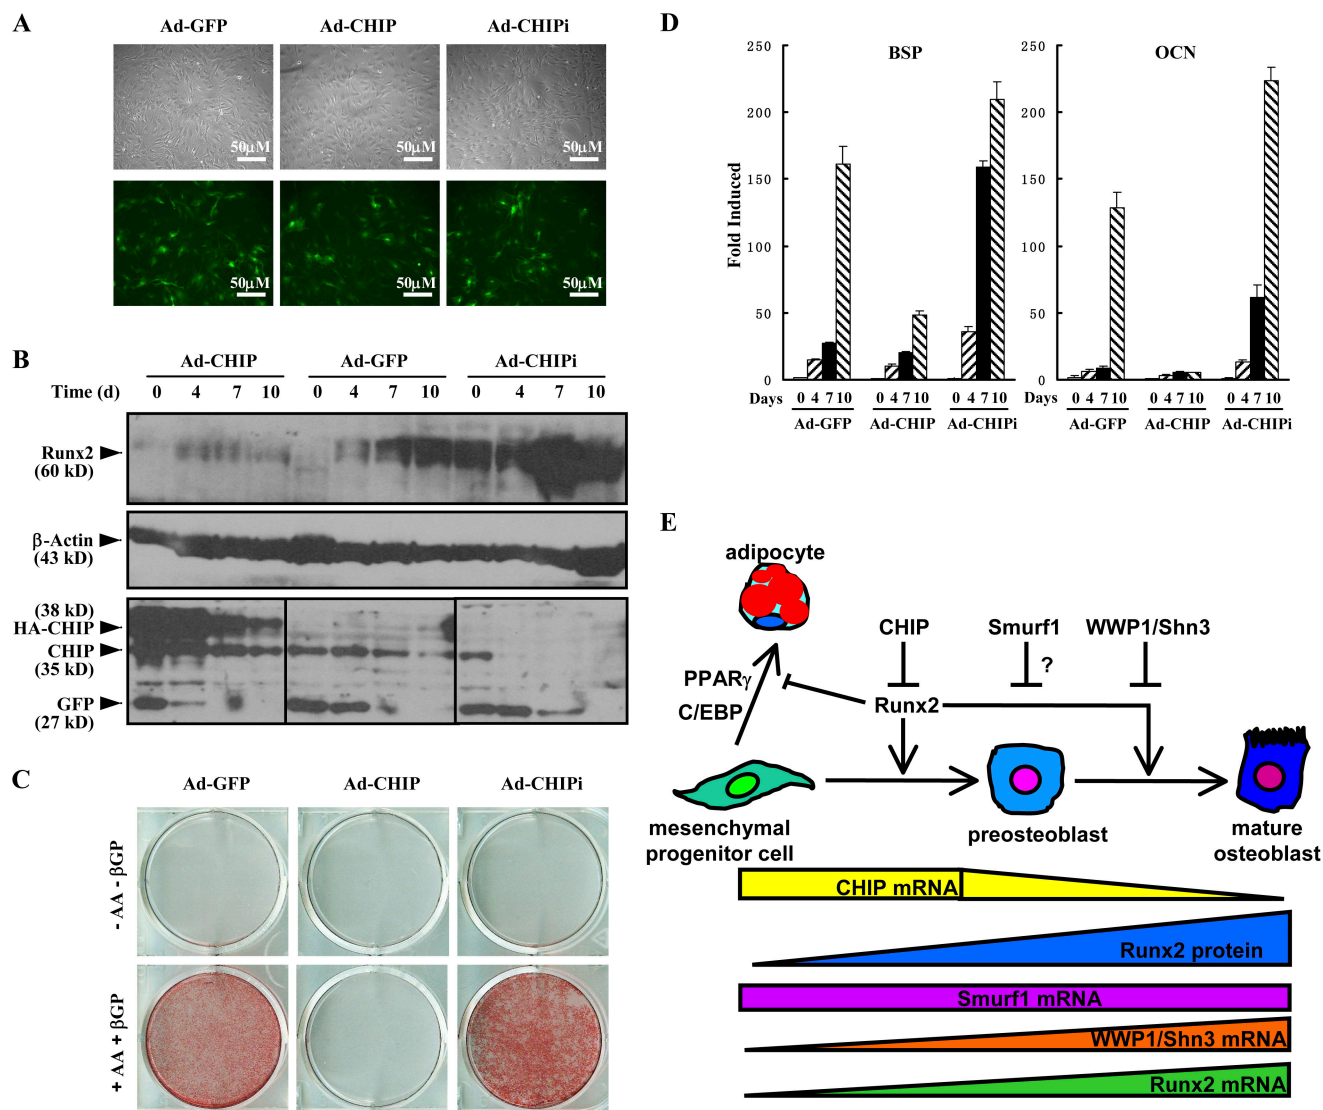 A
Ad-GFP Ad-CHIP Ad-CHIPi
50μM 50μM 50μM
50μM 50μM 50μM
B
Ad-CHIP Ad-GFP Ad-CHIPi
Time (d) 0 4 7 10 0 4 7 10 0 4 7 10
Runx2
(60 kD)
β-Actin
(43 kD)
(38 kD)
HA-CHIP
CHIP
(35 kD)
GFP
(27 kD)
C
Ad-GFP Ad-CHIP Ad-CHIPi
- AA - βGP
+ AA + βGP
D
BSP OCN
Fold Induced
250 250
200 200
150 150
100 100
50 50
0 0
Days 0 4 7 10 0 4 7 10 0 4 7 10 Days 0 4 7 10 0 4 7 10 0 4 7 10
Ad-GFP Ad-CHIP Ad-CHIPi Ad-GFP Ad-CHIP Ad-CHIPi
E
adipocyte
CHIP Smurf1 WWP1/Shn3
?
PPARγ
C/EBP
Runx2
mesenchymal
progenitor cell
preosteoblast
mature
osteoblast
CHIP mRNA
Runx2 protein
Smurf1 mRNA
WWP1/Shn3 mRNA
Runx2 mRNA